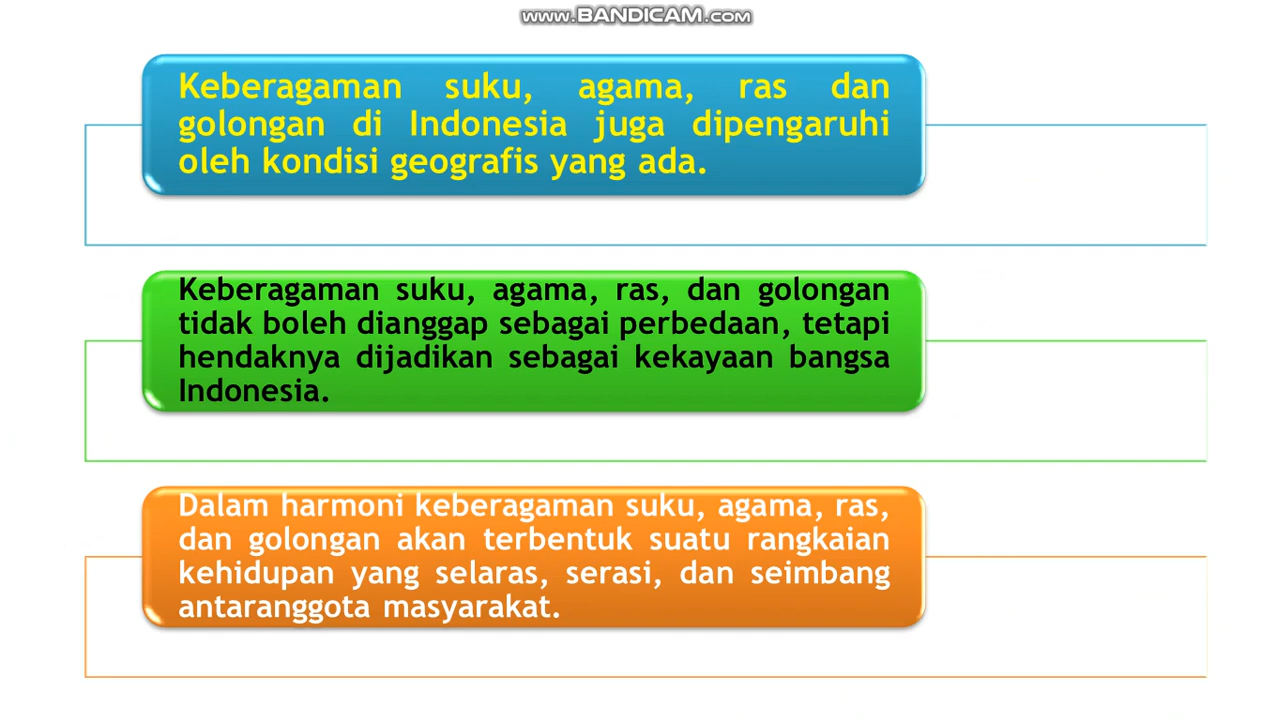 www.BANDICAM.com
Keberagaman suku, agama, ras dan
golongan di Indonesia juga dipengaruhi
oleh kondisi geografis yang ada.
Keberagaman suku, agama, ras, dan golongan
tidak boleh dianggap sebagai perbedaan, tetapi
hendaknya dijadikan sebagai kekayaan bangsa
Indonesia.
Dalam harmoni keberagaman suku, agama, ras,
dan golongan akan terbentuk suatu rangkaian
kehidupan yang selaras, serasi, dan seimbang
antaranggota masyarakat.